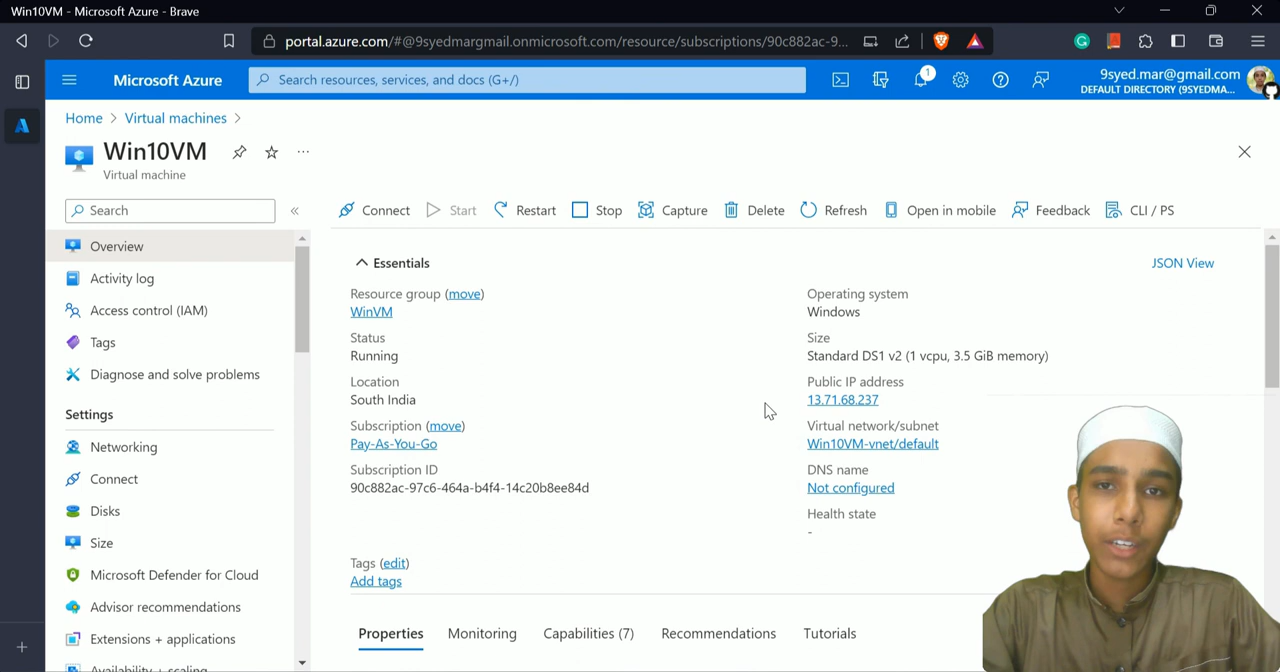 Win10VM - Microsoft Azure - Brave
portal.azure.com/#@9syedmargmail.onmicrosoft.com/resource/subscriptions/90c882ac-9...
Microsoft Azure
Search resources, services, and docs (G+/)
1
9syed.mar@gmail.com
DEFAULT DIRECTORY (9SYEDMA...
Home > Virtual machines >
Win10VM
...
Virtual machine
Search
«
Connect
Start
Restart
Stop
Capture
Delete
Refresh
Open in mobile
Feedback
CLI / PS
Overview
Activity log
Access control (IAM)
Tags
Diagnose and solve problems
Settings
Networking
Connect
Disks
Size
Microsoft Defender for Cloud
Advisor recommendations
Extensions + applications
Availability + scaling
Essentials
JSON View
Resource group (move)
WinVM
Status
Running
Location
South India
Subscription (move)
Pay-As-You-Go
Subscription ID
90c882ac-97c6-464a-b4f4-14c20b8ee84d
Operating system
Windows
Size
Standard DS1 v2 (1 vcpu, 3.5 GiB memory)
Public IP address
13.71.68.237
Virtual network/subnet
Win10VM-vnet/default
DNS name
Not configured
Health state
-
Tags (edit)
Add tags
Properties
Monitoring
Capabilities (7)
Recommendations
Tutorials